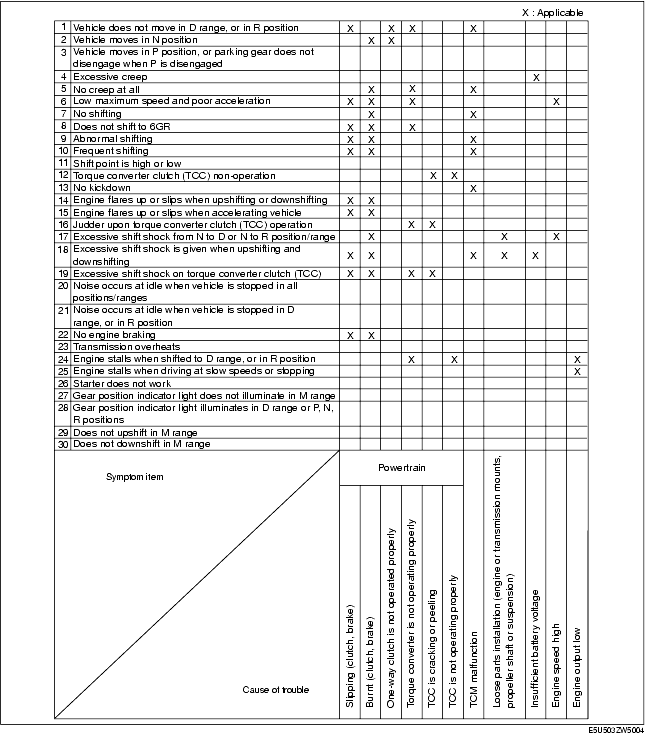 X : Applicable
1 Vehicle does not move in D range, or in R position X X X X
2 Vehicle moves in N position X X
3 Vehicle moves in P position, or parking gear does not
disengage when P is disengaged
4 Excessive creep X
5 No creep at all X X X
6 Low maximum speed and poor acceleration X X X X
7 No shifting X X
8 Does not shift to 6GR X X X
9 Abnormal shifting X X X
10 Frequent shifting X X X
11 Shift point is high or low
12 Torque converter clutch (TCC) non-operation X X
13 No kickdown X
14 Engine flares up or slips when upshifting or downshifting X X
15 Engine flares up or slips when accelerating vehicle X X
16 Judder upon torque converter clutch (TCC) operation X X
17 Excessive shift shock from N to D or N to R position/range X X X
18 Excessive shift shock is given when upshifting and
downshifting X X X X X
19 Excessive shift shock on torque converter clutch (TCC) X X X X
20 Noise occurs at idle when vehicle is stopped in all
positions/ranges
21 Noise occurs at idle when vehicle is stopped in D
range, or in R position
22 No engine braking X X
23 Transmission overheats
24 Engine stalls when shifted to D range, or in R position X X X
25 Engine stalls when driving at slow speeds or stopping X
26 Starter does not work
27 Gear position indicator light does not illuminate in M range
28 Gear position indicator light illuminates in D range or P, N,
R positions
29 Does not upshift in M range
30 Does not downshift in M range
Symptom item
Cause of trouble
Powertrain
Slipping (clutch, brake)
Burnt (clutch, brake)
One-way clutch is not operated properly
Torque converter is not operating properly
TCC is cracking or peeling
TCC is not operating properly
TCM malfunction
Loose parts installation (engine or transmission mounts,
propeller shaft or suspension)
Insufficient battery voltage
Engine speed high
Engine output low
E5U503ZW5004